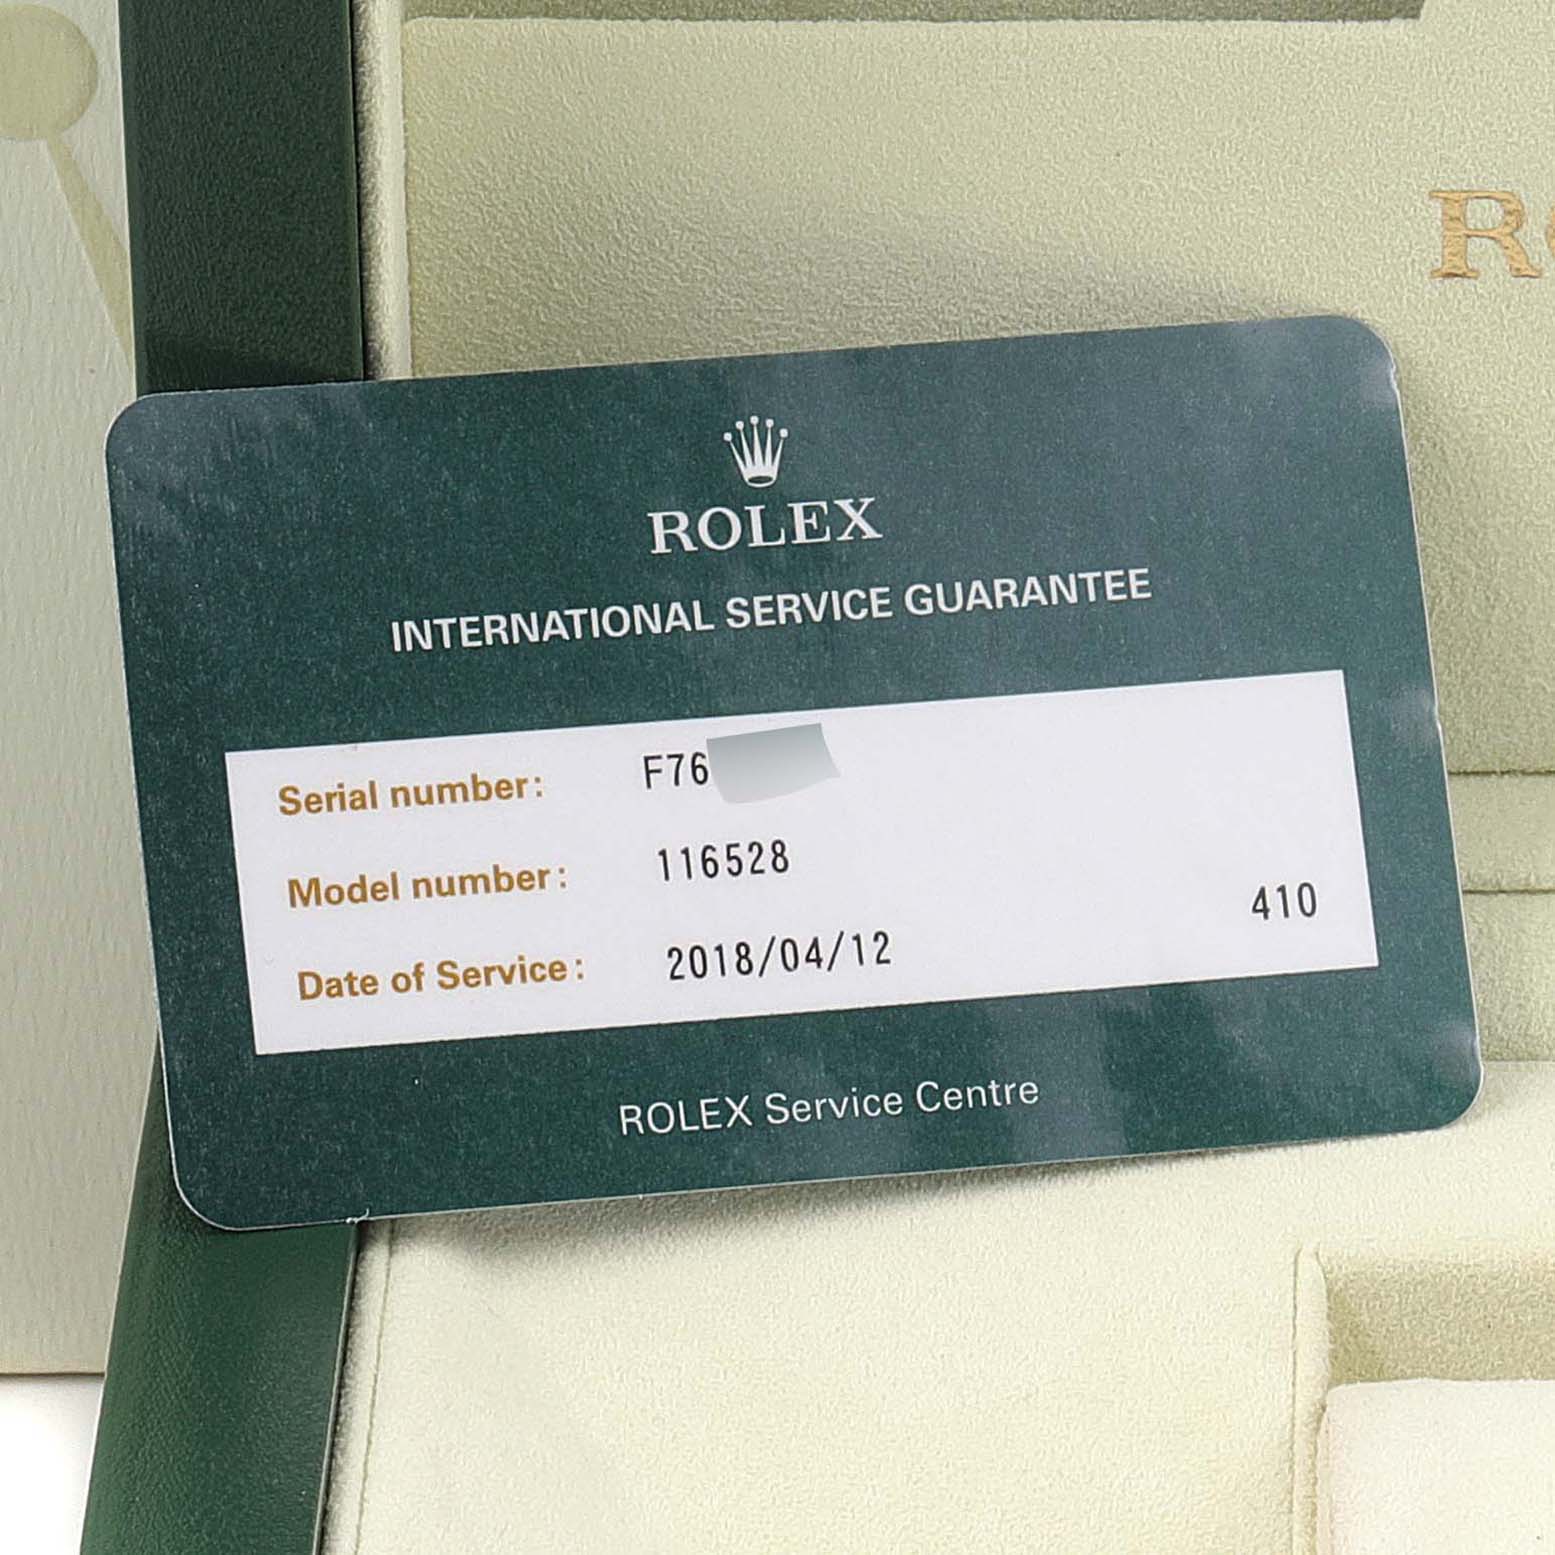 ROLEX
INTERNATIONAL SERVICE GUARANTEE
Serial number: F76
Model number: 116528
410
Date of Service: 2018/04/12
ROLEX Service Centre